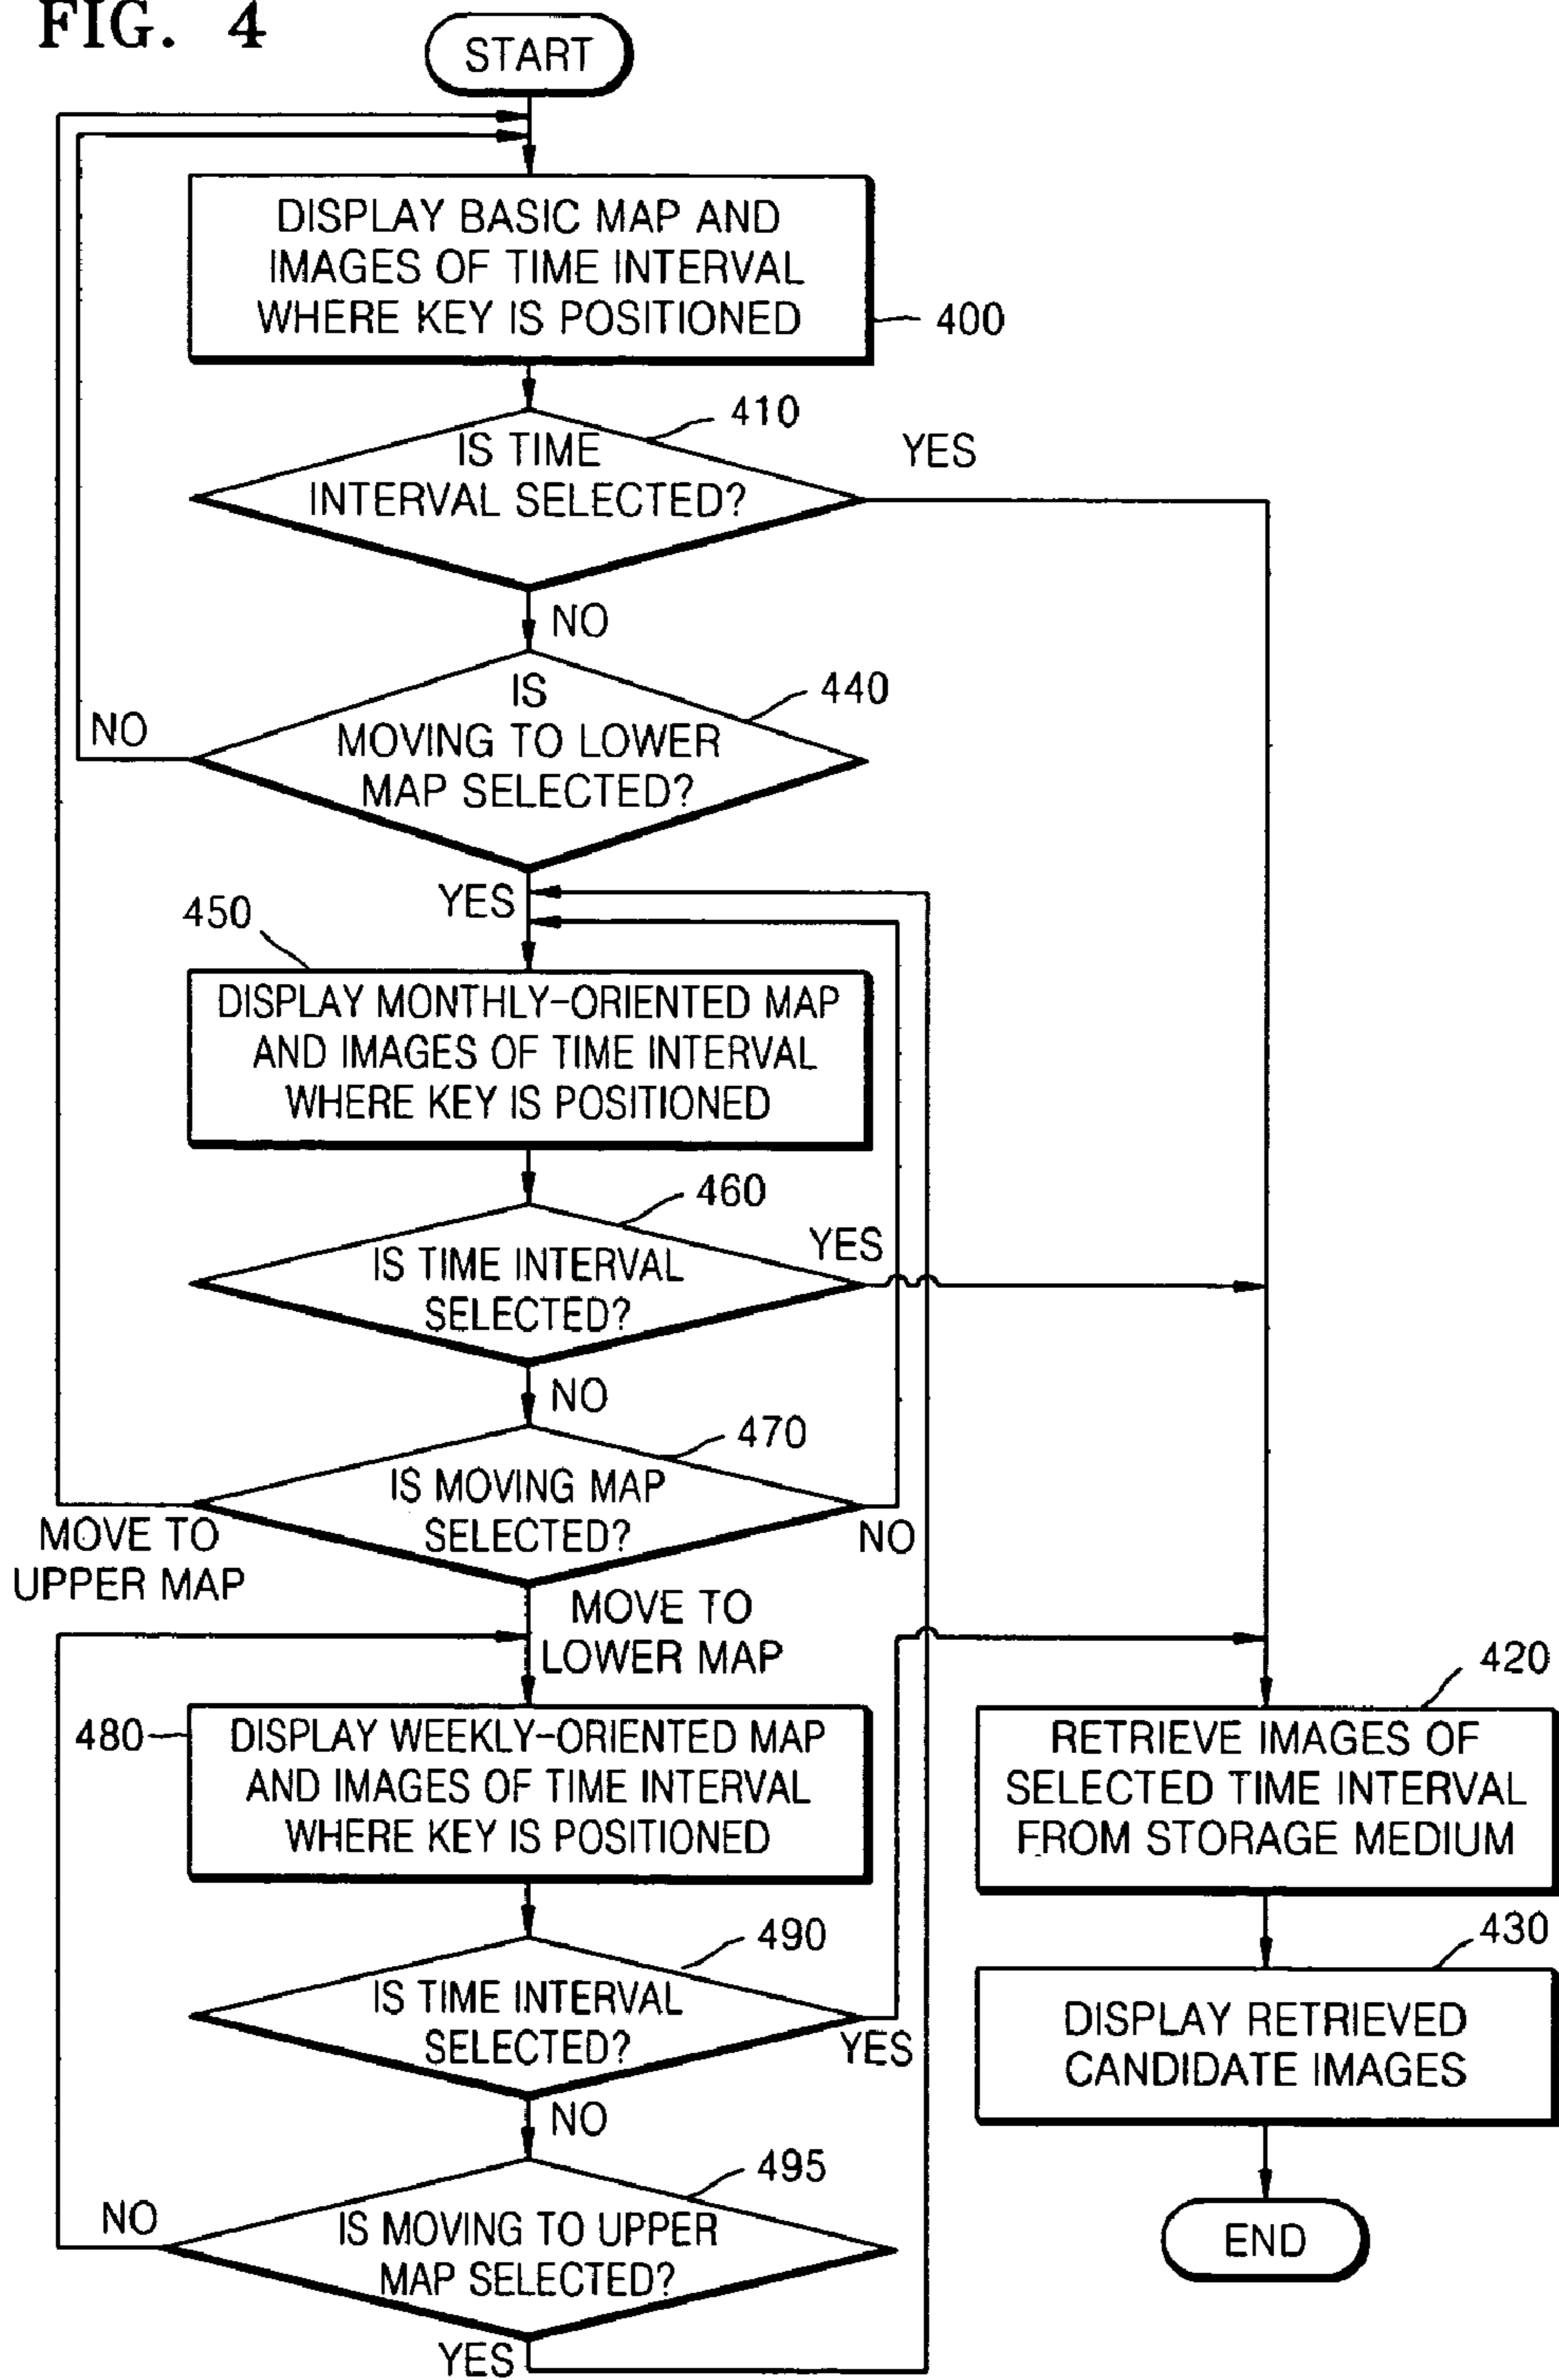 FIG. 4
START
DISPLAY BASIC MAP AND
IMAGES OF TIME INTERVAL
WHERE KEY IS POSITIONED
400
410
IS TIME
INTERVAL SELECTED?
YES
NO
440
IS
MOVING TO LOWER
MAP SELECTED?
NO
YES
450
DISPLAY MONTHLY-ORIENTED MAP
AND IMAGES OF TIME INTERVAL
WHERE KEY IS POSITIONED
460
IS TIME INTERVAL
SELECTED?
YES
NO
470
IS MOVING MAP
SELECTED?
NO
MOVE TO
UPPER MAP
MOVE TO
LOWER MAP
480
DISPLAY WEEKLY-ORIENTED MAP
AND IMAGES OF TIME INTERVAL
WHERE KEY IS POSITIONED
420
RETRIEVE IMAGES OF
SELECTED TIME INTERVAL
FROM STORAGE MEDIUM
490
IS TIME INTERVAL
SELECTED?
YES
430
DISPLAY RETRIEVED
CANDIDATE IMAGES
NO
495
IS MOVING TO UPPER
MAP SELECTED?
NO
YES
END